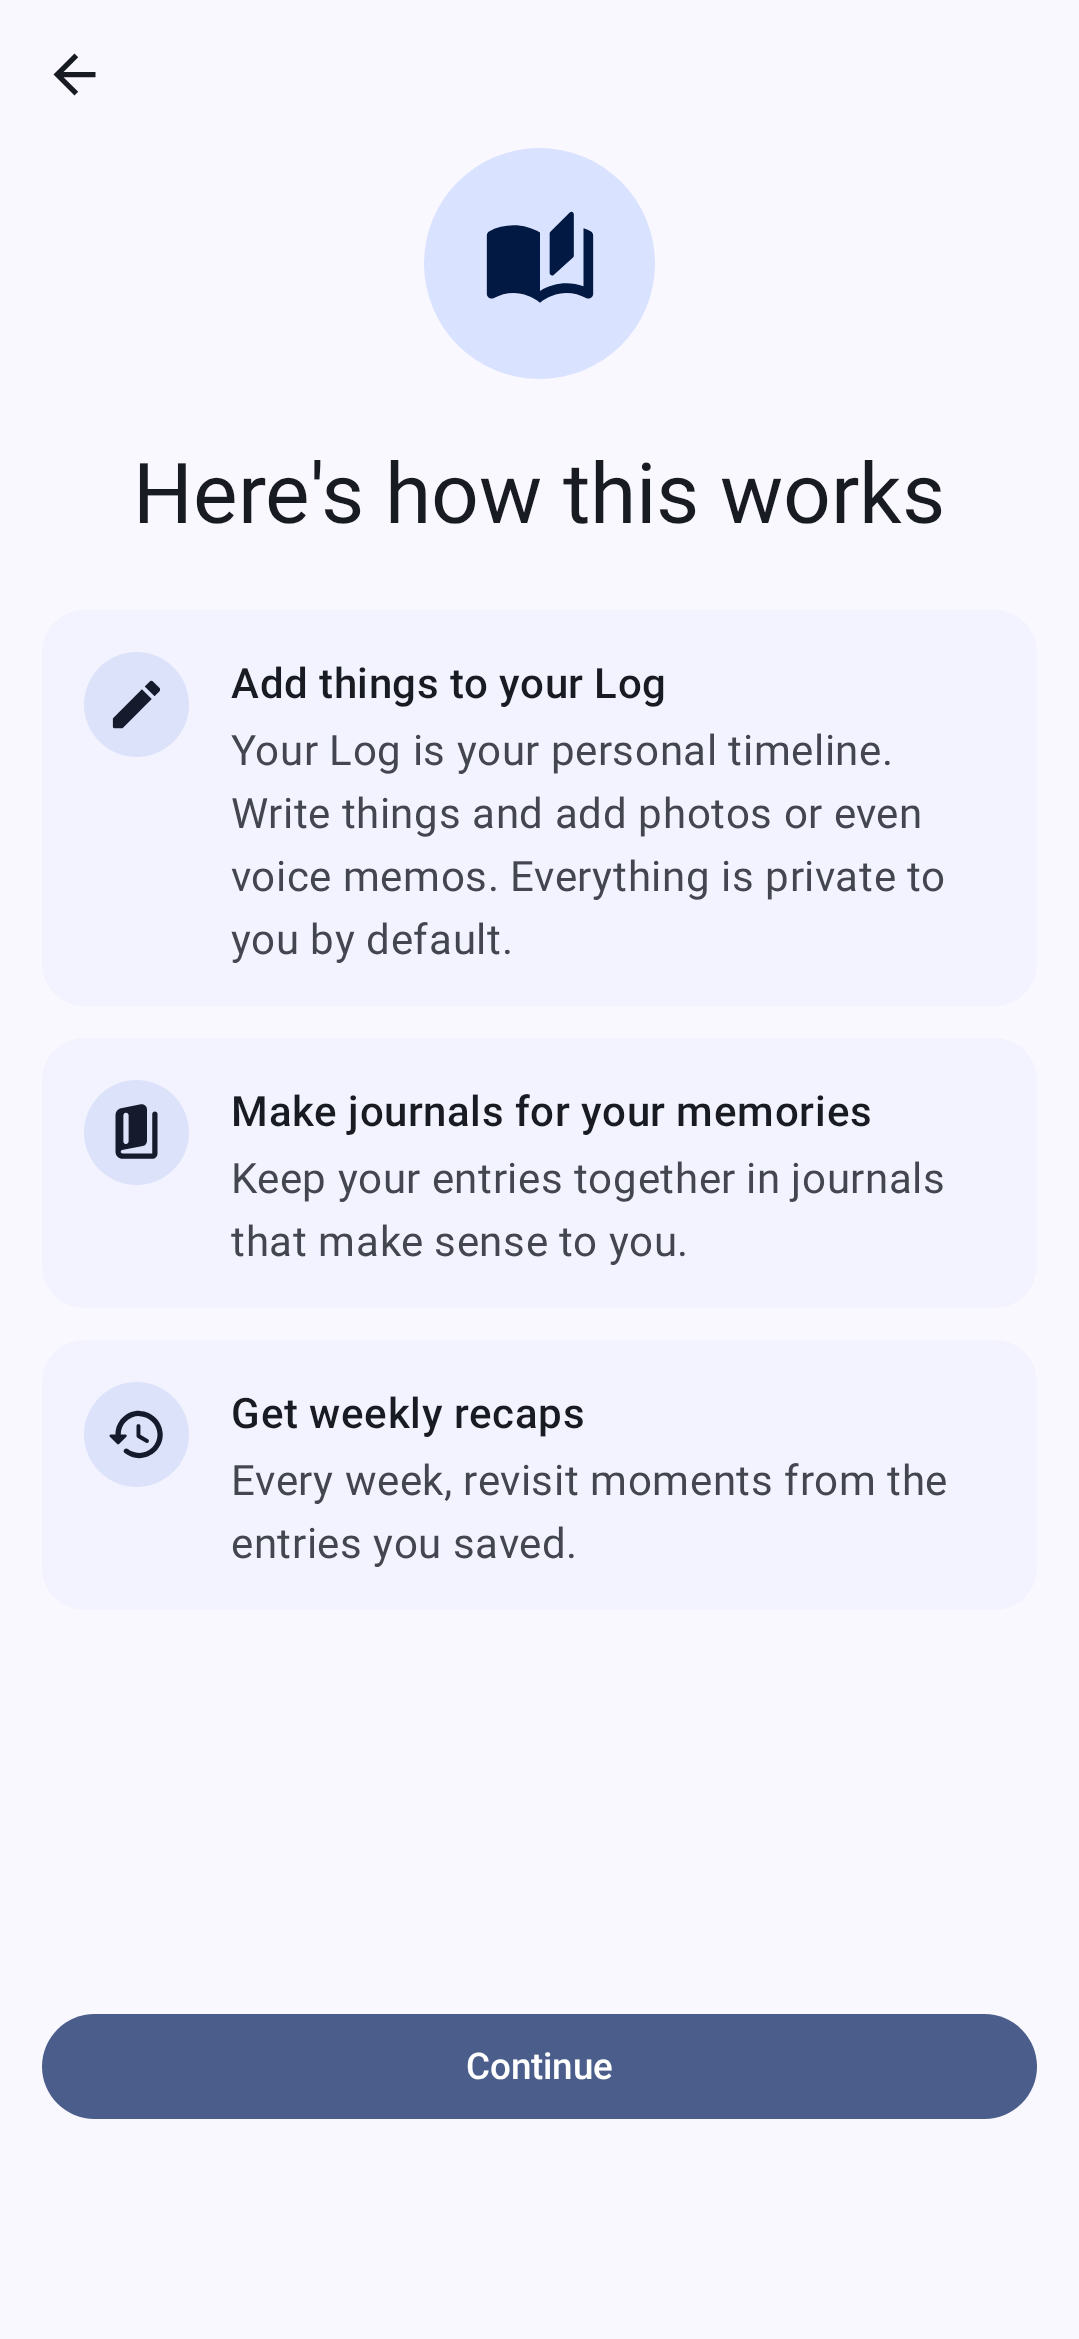 Here's how this works
Add things to your Log
Your Log is your personal timeline.
Write things and add photos or even
voice memos. Everything is private to
you by default.
Make journals for your memories
Keep your entries together in journals
that make sense to you.
Get weekly recaps
Every week, revisit moments from the
entries you saved.
Continue